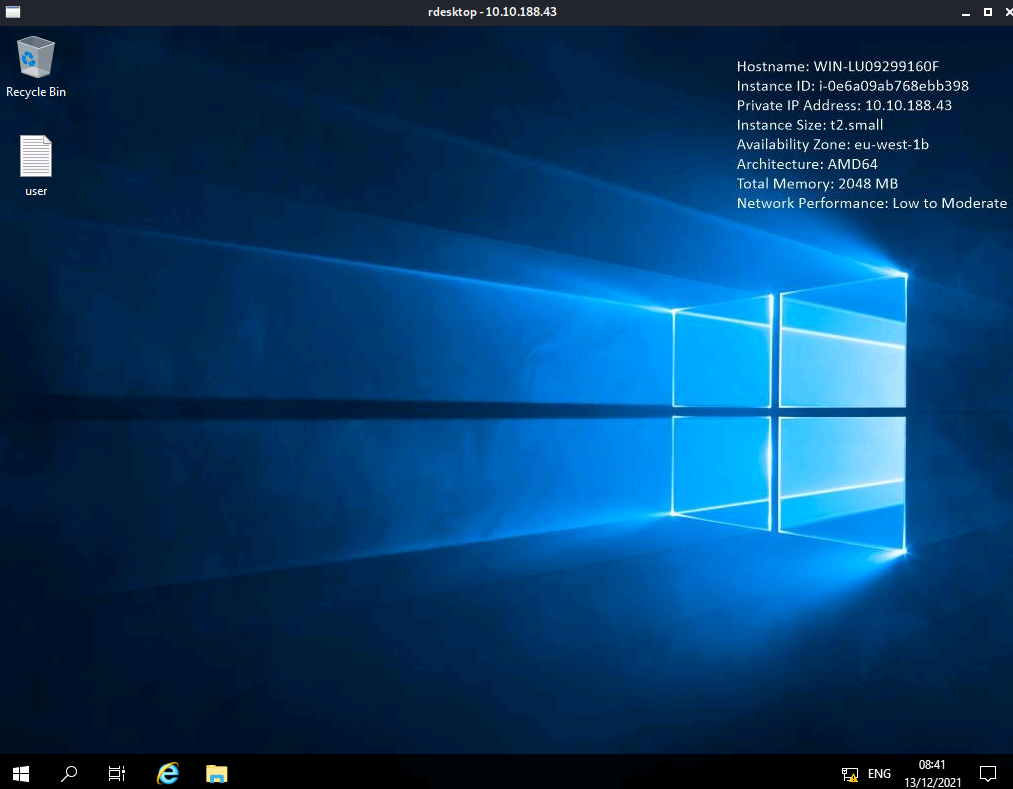 rdesktop - 10.10.188.43
Recycle Bin
user
Hostname: WIN-LU09299160F
Instance ID: i-0e6a09ab768ebb398
Private IP Address: 10.10.188.43
Instance Size: t2.small
Availability Zone: eu-west-1b
Architecture: AMD64
Total Memory: 2048 MB
Network Performance: Low to Moderate
ENG
08:41
13/12/2021